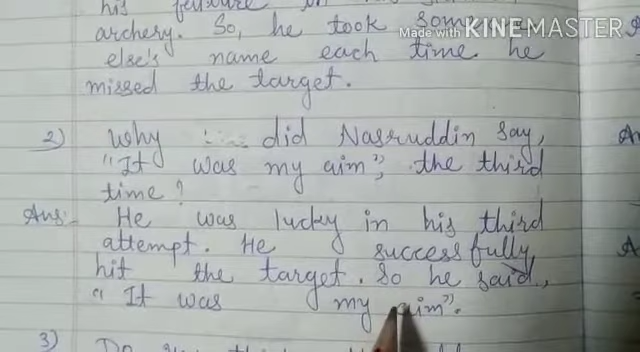 his
archery. So, he took some
Made with KINEMASTER
else's name each time he
missed the target.
2) Why did Nasruddin say,
"It was my aim", the third
time?
Ans:- He was lucky in his third
attempt. He successfully
hit the target. So he said,
"It was my aim".
3) Do